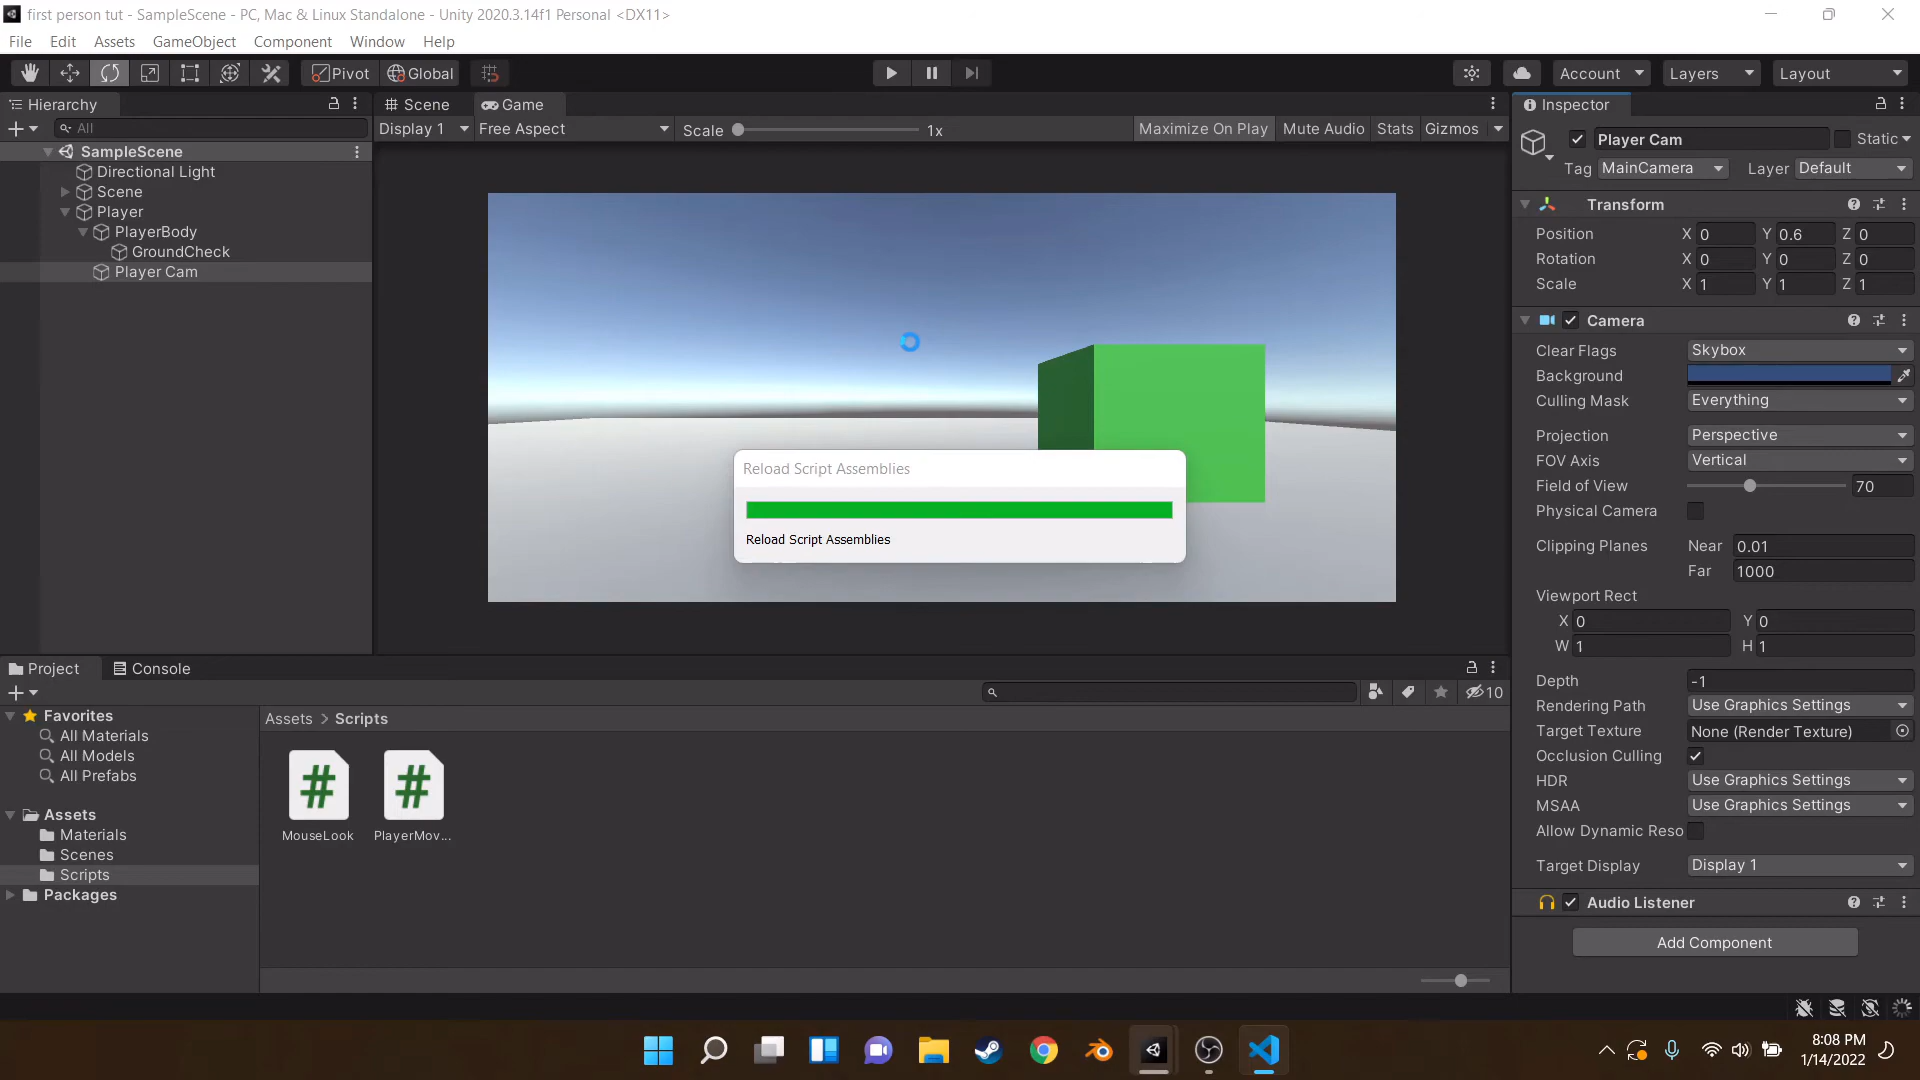 first person tut - SampleScene - PC, Mac & Linux Standalone - Unity 2020.3.14f1 Personal <DX11>
File Edit Assets GameObject Component Window Help
Pivot Global Account Layers Layout
Hierarchy
All
SampleScene
Directional Light
Scene
Player
PlayerBody
GroundCheck
Player Cam
Scene Game
Display 1 Free Aspect Scale 1x Maximize On Play Mute Audio Stats Gizmos
Reload Script Assemblies
Reload Script Assemblies
Inspector
Player Cam Static
Tag MainCamera Layer Default
Transform
Position X 0 Y 0.6 Z 0
Rotation X 0 Y 0 Z 0
Scale X 1 Y 1 Z 1
Camera
Clear Flags Skybox
Background
Culling Mask Everything
Projection Perspective
FOV Axis Vertical
Field of View 70
Physical Camera
Clipping Planes Near 0.01
Far 1000
Viewport Rect
X 0 Y 0
W 1 H 1
Depth -1
Rendering Path Use Graphics Settings
Target Texture None (Render Texture)
Occlusion Culling
HDR Use Graphics Settings
MSAA Use Graphics Settings
Allow Dynamic Reso
Target Display Display 1
Audio Listener
Add Component
Project Console
10
Favorites
All Materials
All Models
All Prefabs
Assets
Materials
Scenes
Scripts
Packages
Assets > Scripts
MouseLook PlayerMov...
8:08 PM
1/14/2022